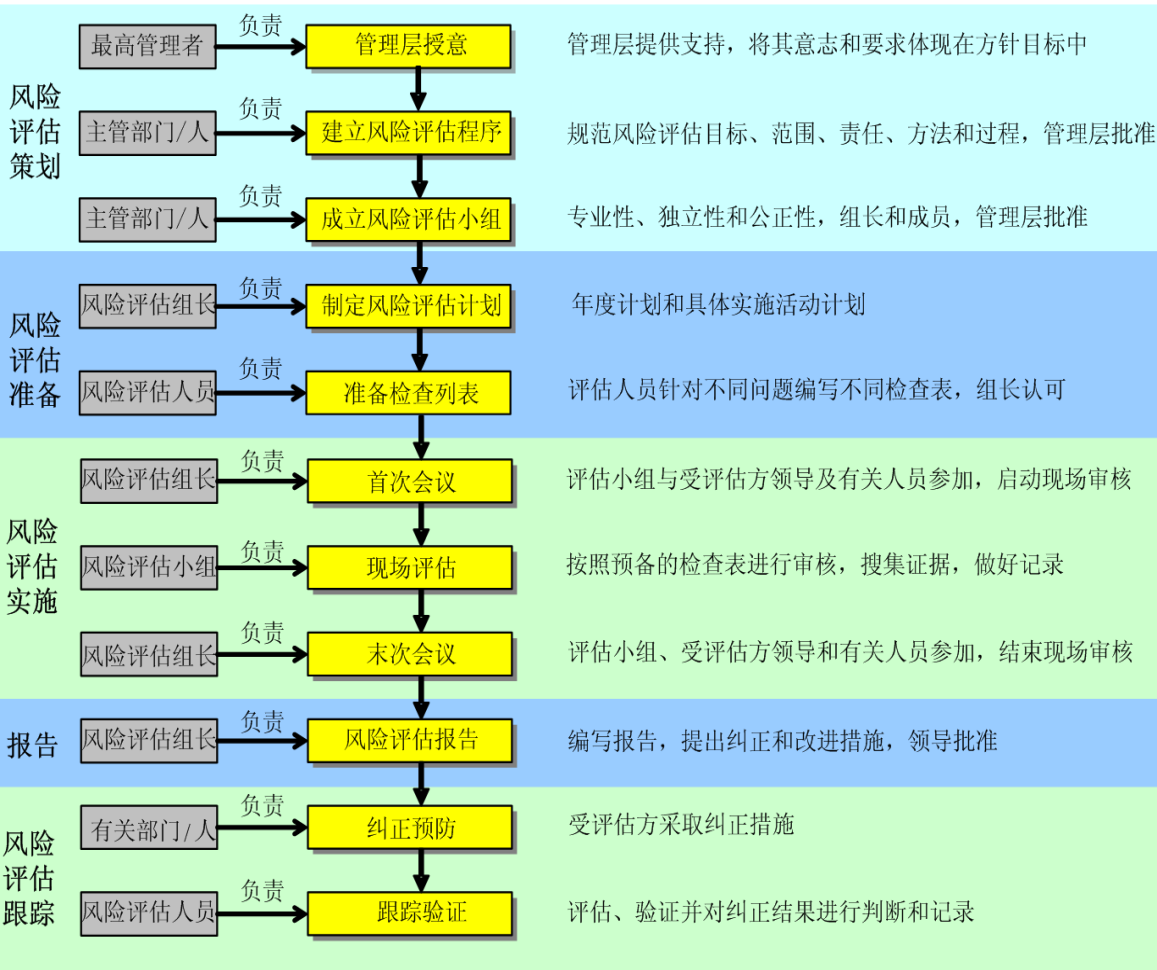 最高管理者
负责
管理层授意
管理层提供支持，将其意志和要求体现在方针目标中
风险
评估
策划
主管部门/人
负责
建立风险评估程序
规范风险评估目标、范围、责任、方法和过程，管理层批准
主管部门/人
负责
成立风险评估小组
专业性、独立性和公正性，组长和成员，管理层批准
风险
评估
准备
风险评估组长
负责
制定风险评估计划
年度计划和具体实施活动计划
风险评估人员
负责
准备检查列表
评估人员针对不同问题编写不同检查表，组长认可
风险
评估
实施
风险评估组长
负责
首次会议
评估小组与受评估方领导及有关人员参加，启动现场审核
风险评估小组
负责
现场评估
按照预备的检查表进行审核，搜集证据，做好记录
风险评估组长
负责
末次会议
评估小组、受评估方领导和有关人员参加，结束现场审核
报告
风险评估组长
负责
风险评估报告
编写报告，提出纠正和改进措施，领导批准
风险
评估
跟踪
有关部门/人
负责
纠正预防
受评估方采取纠正措施
风险评估人员
负责
跟踪验证
评估、验证并对纠正结果进行判断和记录